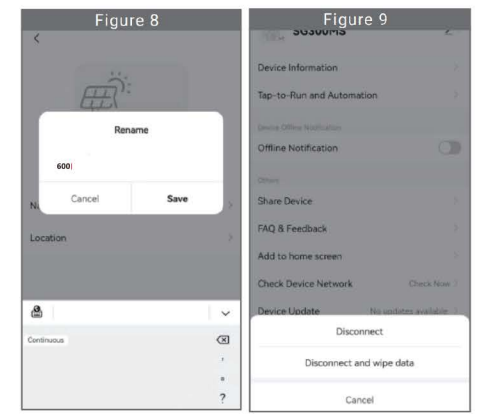 Figure 8
Rename
600
Cancel
Save
Location
Continuous
,
?
Figure 9
SG300MS
Device Information
Tap-to-Run and Automation
Device Offline Notification
Offline Notification
Others
Share Device
FAQ & Feedback
Add to home screen
Check Device Network
Check Now
Device Update
No updates available
Disconnect
Disconnect and wipe data
Cancel